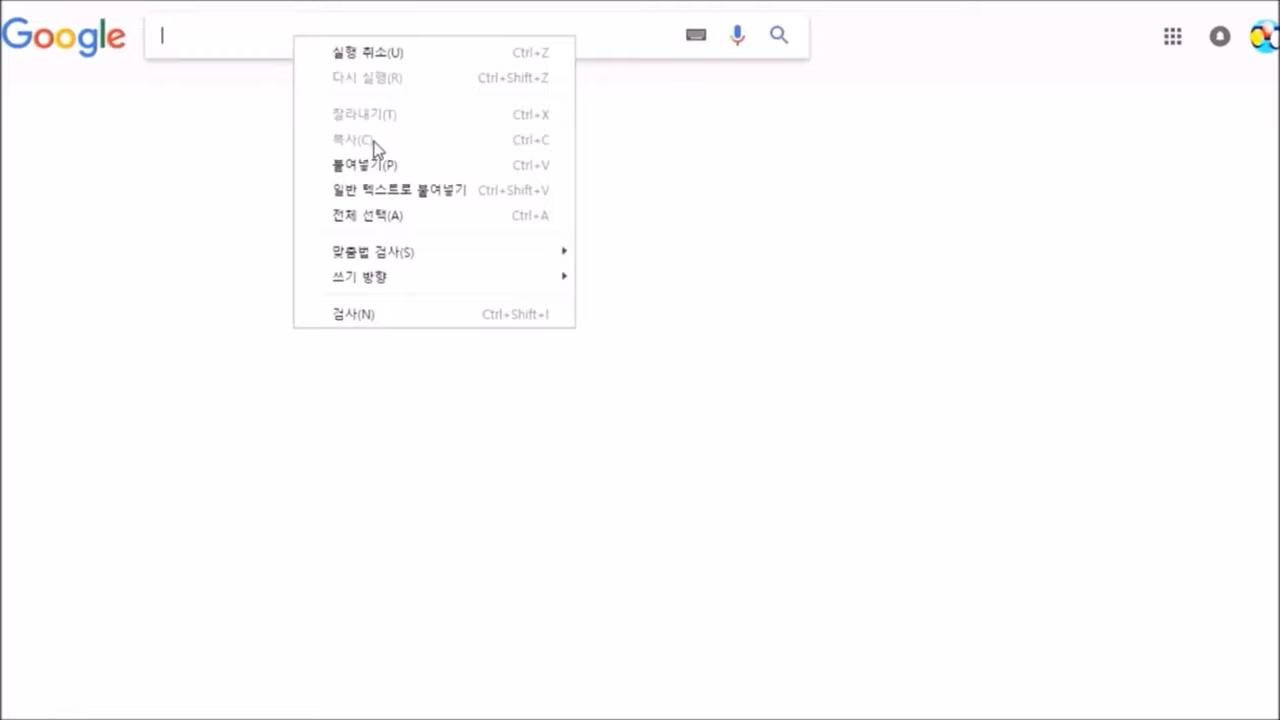 Google
실행 취소(U) Ctrl+Z
다시 실행(R) Ctrl+Shift+Z
잘라내기(T) Ctrl+X
복사(C) Ctrl+C
붙여넣기(P) Ctrl+V
일반 텍스트로 붙여넣기 Ctrl+Shift+V
전체 선택(A) Ctrl+A
맞춤법 검사(S)
쓰기 방향
검사(N) Ctrl+Shift+I